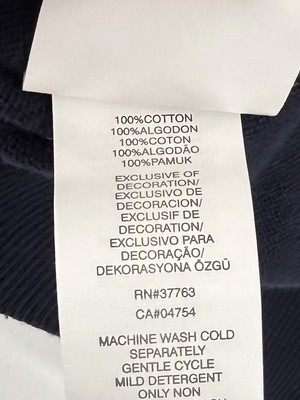 100%COTTON
100%ALGODON
100%COTON
100%ALGODÃO
100%PAMUK
EXCLUSIVE OF
DECORATION/
EXCLUSIVO DE
DECORACION/
EXCLUSIF DE
DECORATION/
EXCLUSIVO PARA
DECORAÇÃO/
DEKORASYONA ÕZGÜ
RN#37763
CA#04754
MACHINE WASH COLD
SEPARATELY
GENTLE CYCLE
MILD DETERGENT
ONLY NON